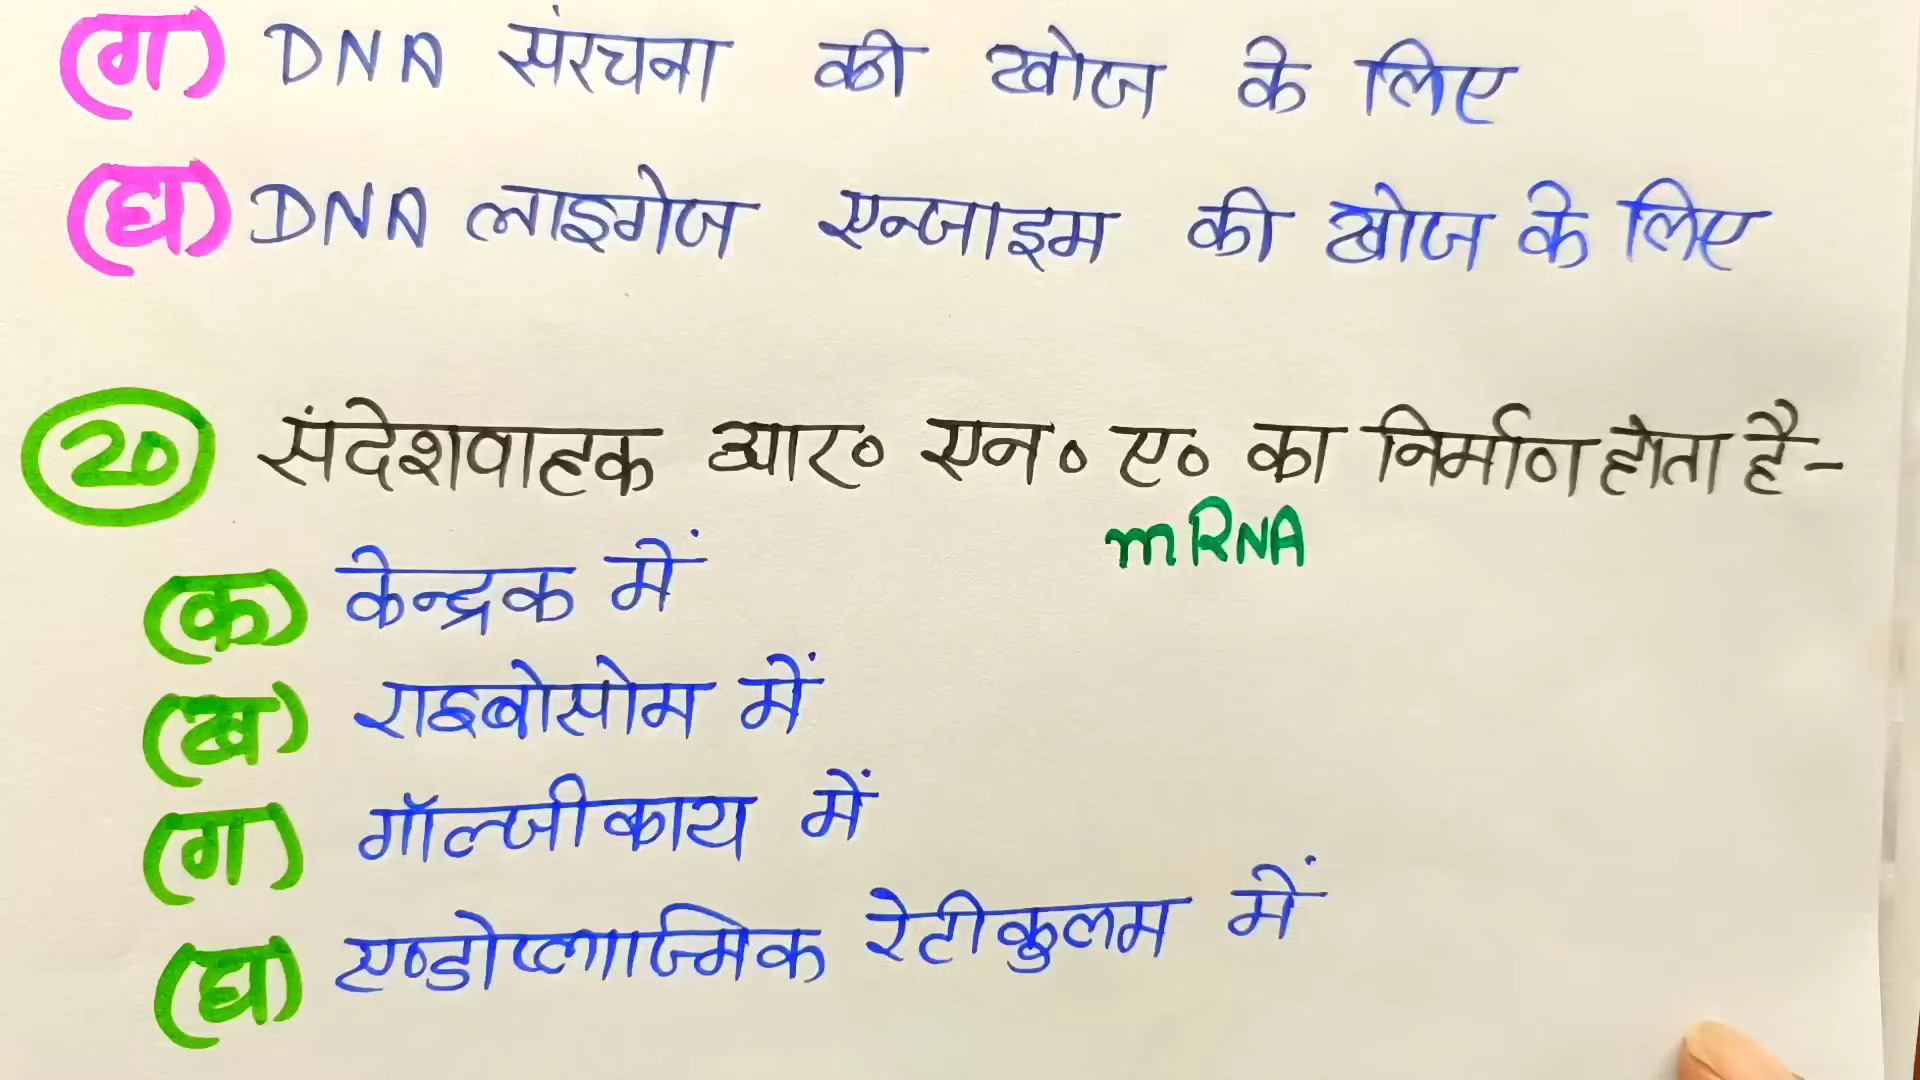 (ग) DNA संरचना की खोज के लिए
(घ) DNA लाइगेज एन्जाइम की खोज के लिए
20 संदेशवाहक आर० एन० ए० का निर्माण होता है-
mRNA
(क) केन्द्रक में
(ख) राइबोसोम में
(ग) गॉल्जीकाय में
(घ) एण्डोप्लाज्मिक रेटीकुलम में